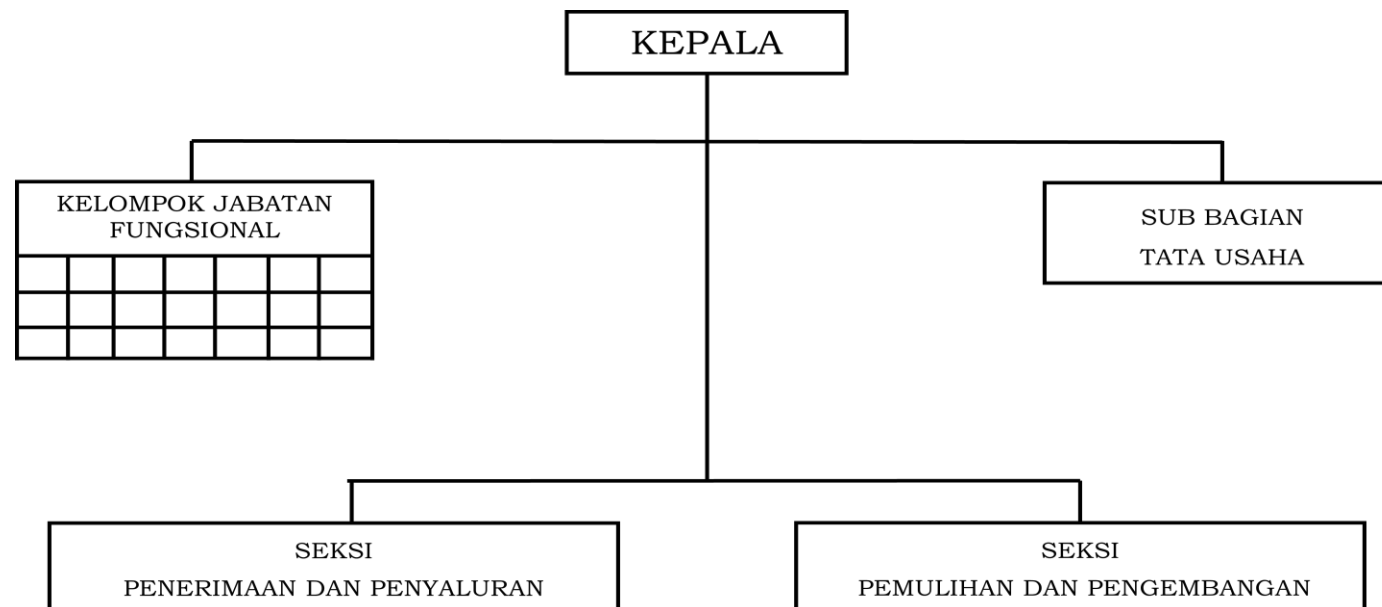 KEPALA
KELOMPOK JABATAN
FUNGSIONAL
SUB BAGIAN
TATA USAHA
SEKSI
PENERIMAAN DAN PENYALURAN
SEKSI
PEMULIHAN DAN PENGEMBANGAN